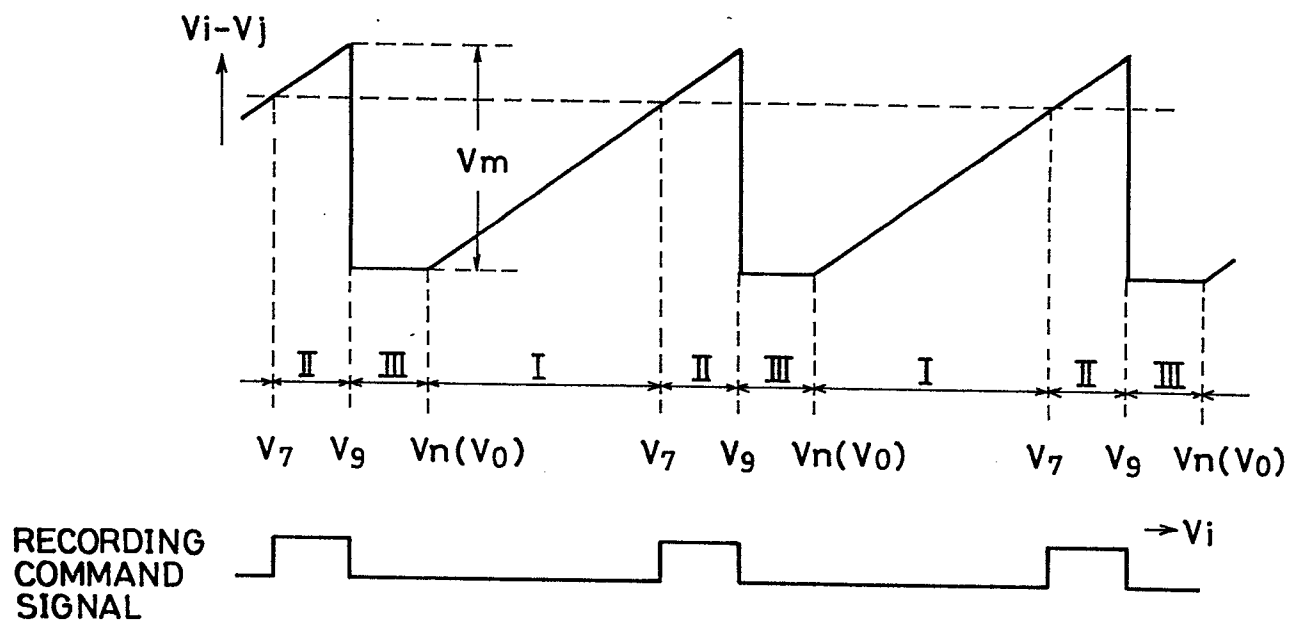 Vi-Vj
Vm
II III I II III I II III
V7 V9 Vn(V0) V7 V9 Vn(V0) V7 V9 Vn(V0)
→Vj
RECORDING
COMMAND
SIGNAL